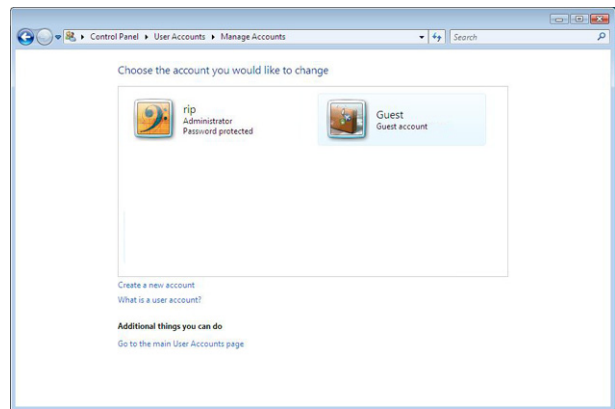 Control Panel ▸ User Accounts ▸ Manage Accounts Search
Choose the account you would like to change
rip
Administrator
Password protected
Guest
Guest account
Create a new account
What is a user account?
Additional things you can do
Go to the main User Accounts page